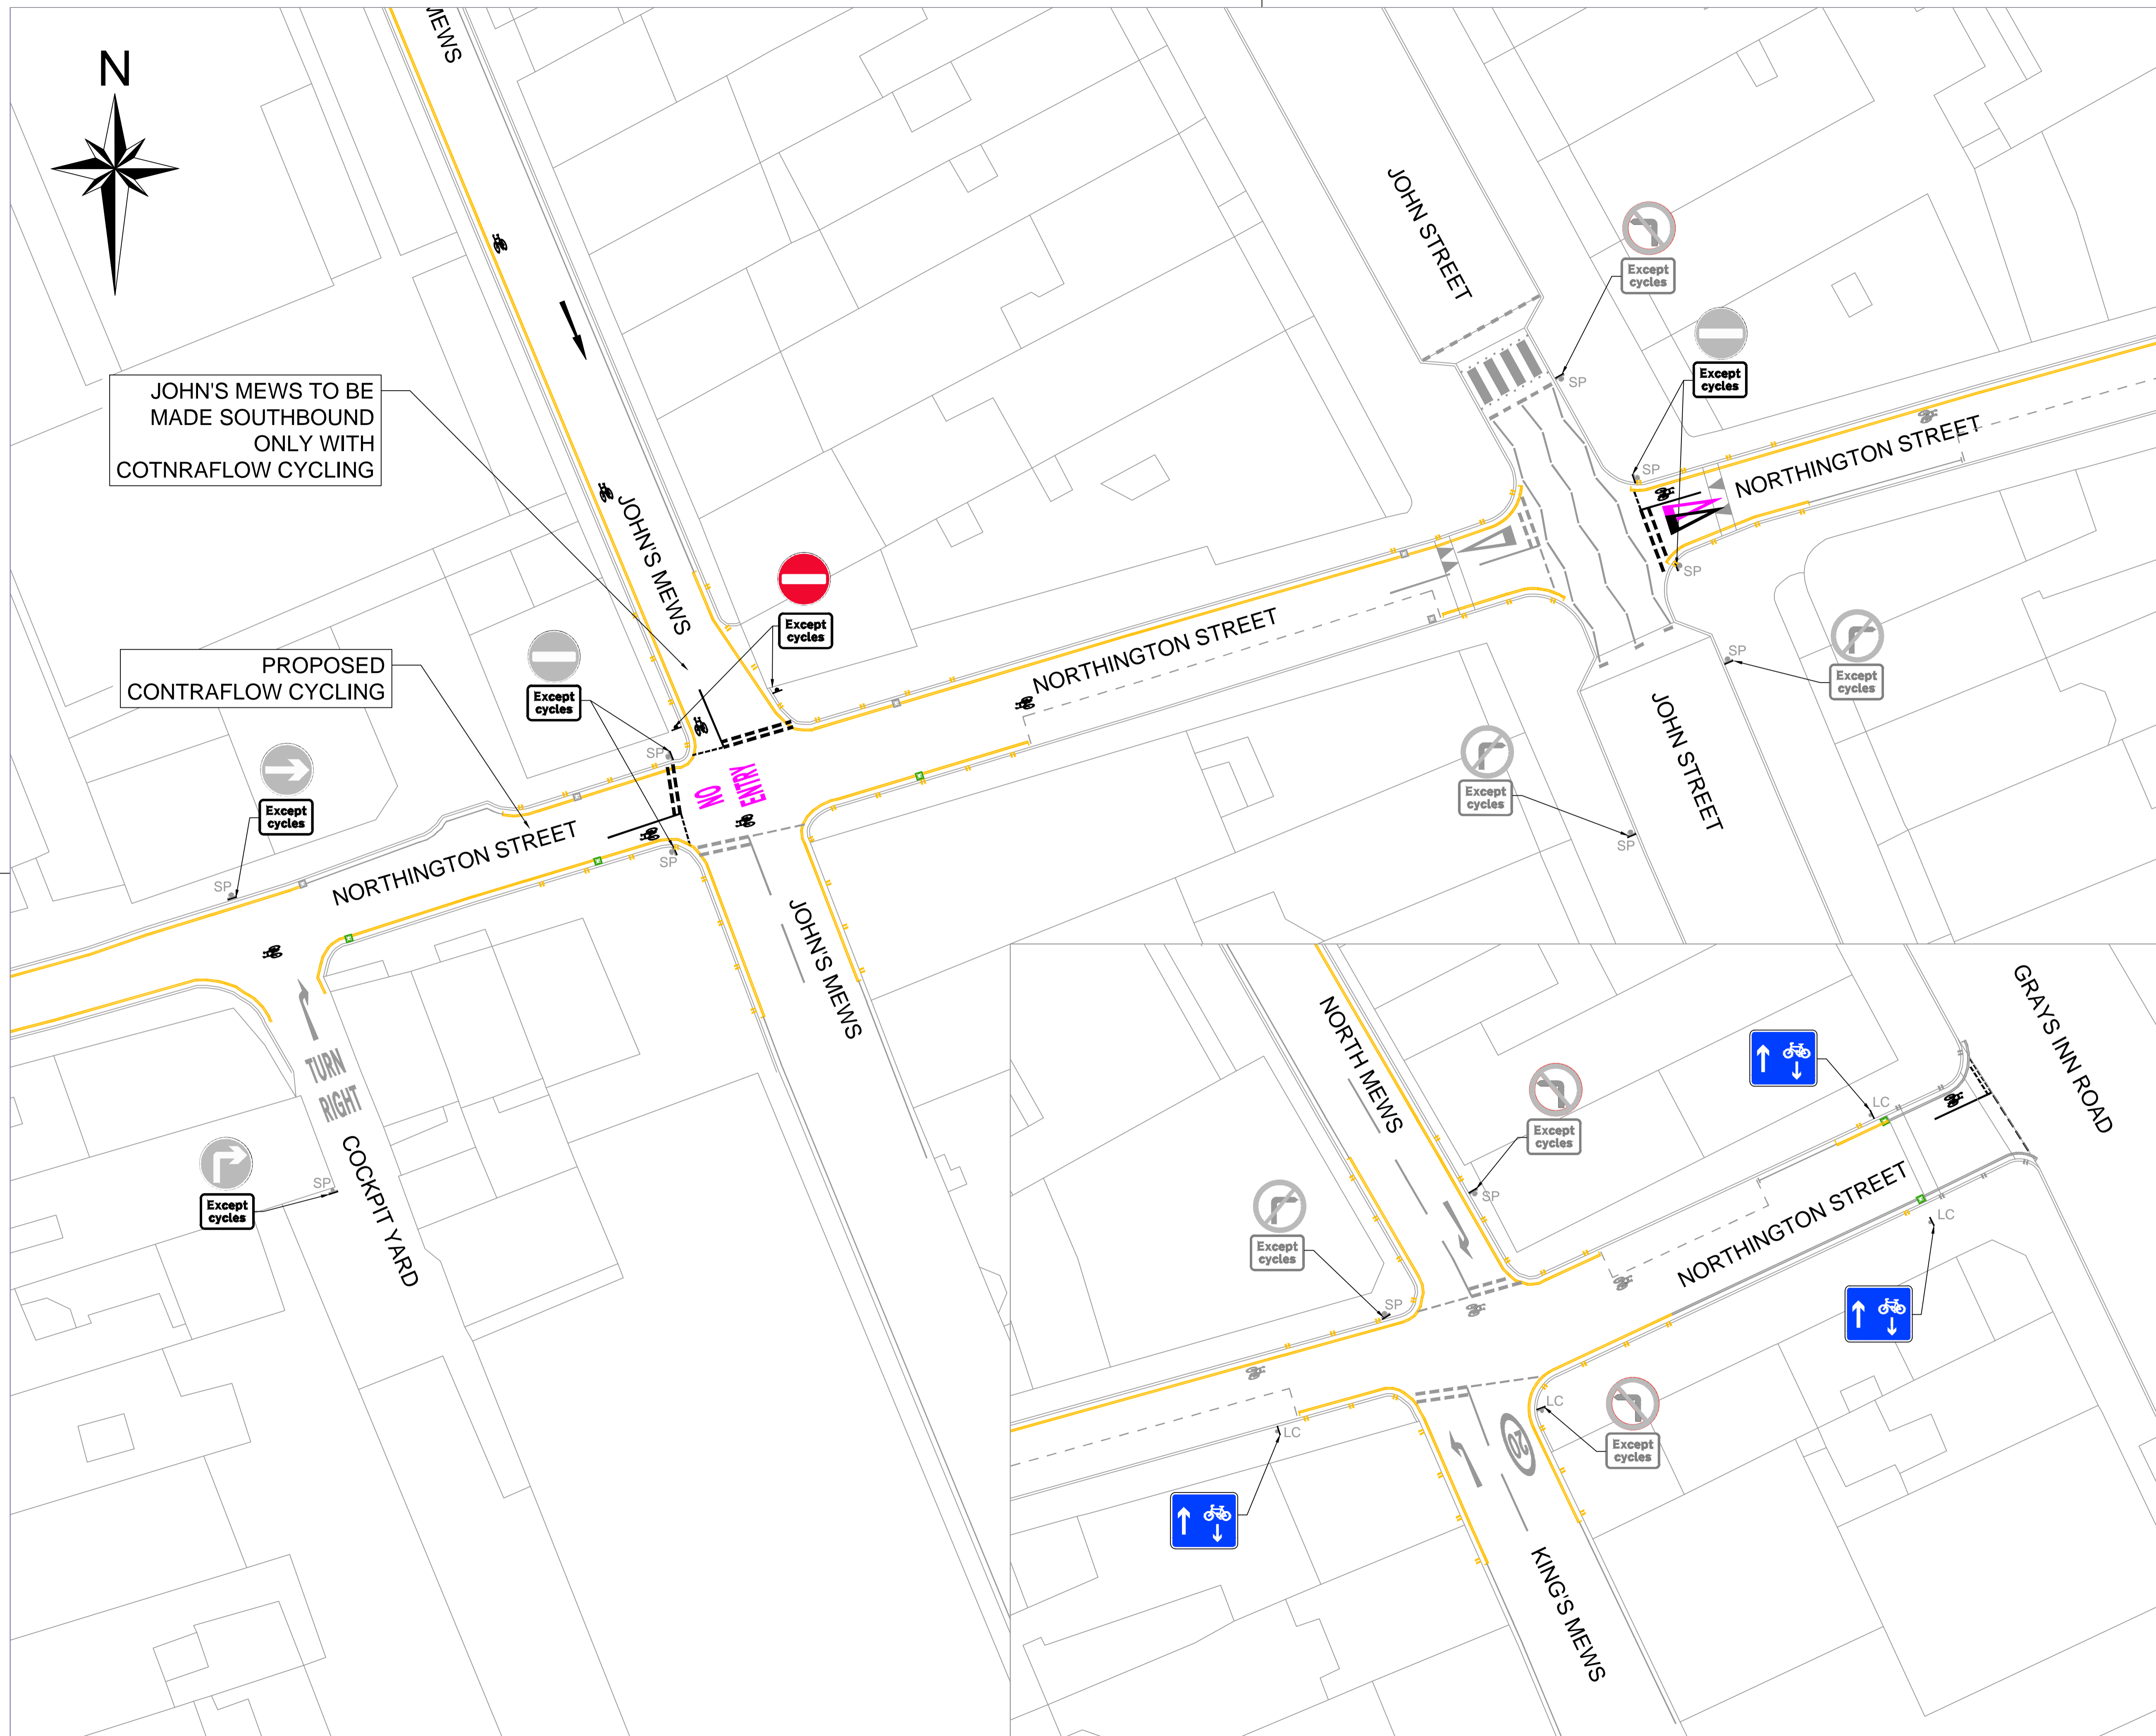 MEWS
N
JOHN STREET
Except
cycles
SP
Except
cycles
JOHN'S MEWS TO BE
MADE SOUTHBOUND
ONLY WITH
COTNRAFLOW CYCLING
SP
NORTHINGTON STREET
JOHN'S MEWS
SP
Except
cycles
NORTHINGTON STREET
PROPOSED
CONTRAFLOW CYCLING
Except
cycles
SP
Except
cycles
JOHN STREET
SP
NO
ENTRY
Except
cycles
Except
cycles
SP
SP
NORTHINGTON STREET
SP
JOHN'S MEWS
TURN
RIGHT
COCKPIT YARD
SP
Except
cycles
GRAYS INN ROAD
NORTH MEWS
LC
Except
cycles
SP
NORTHINGTON STREET
LC
Except
cycles
SP
LC
20
Except
cycles
LC
KING'S MEWS